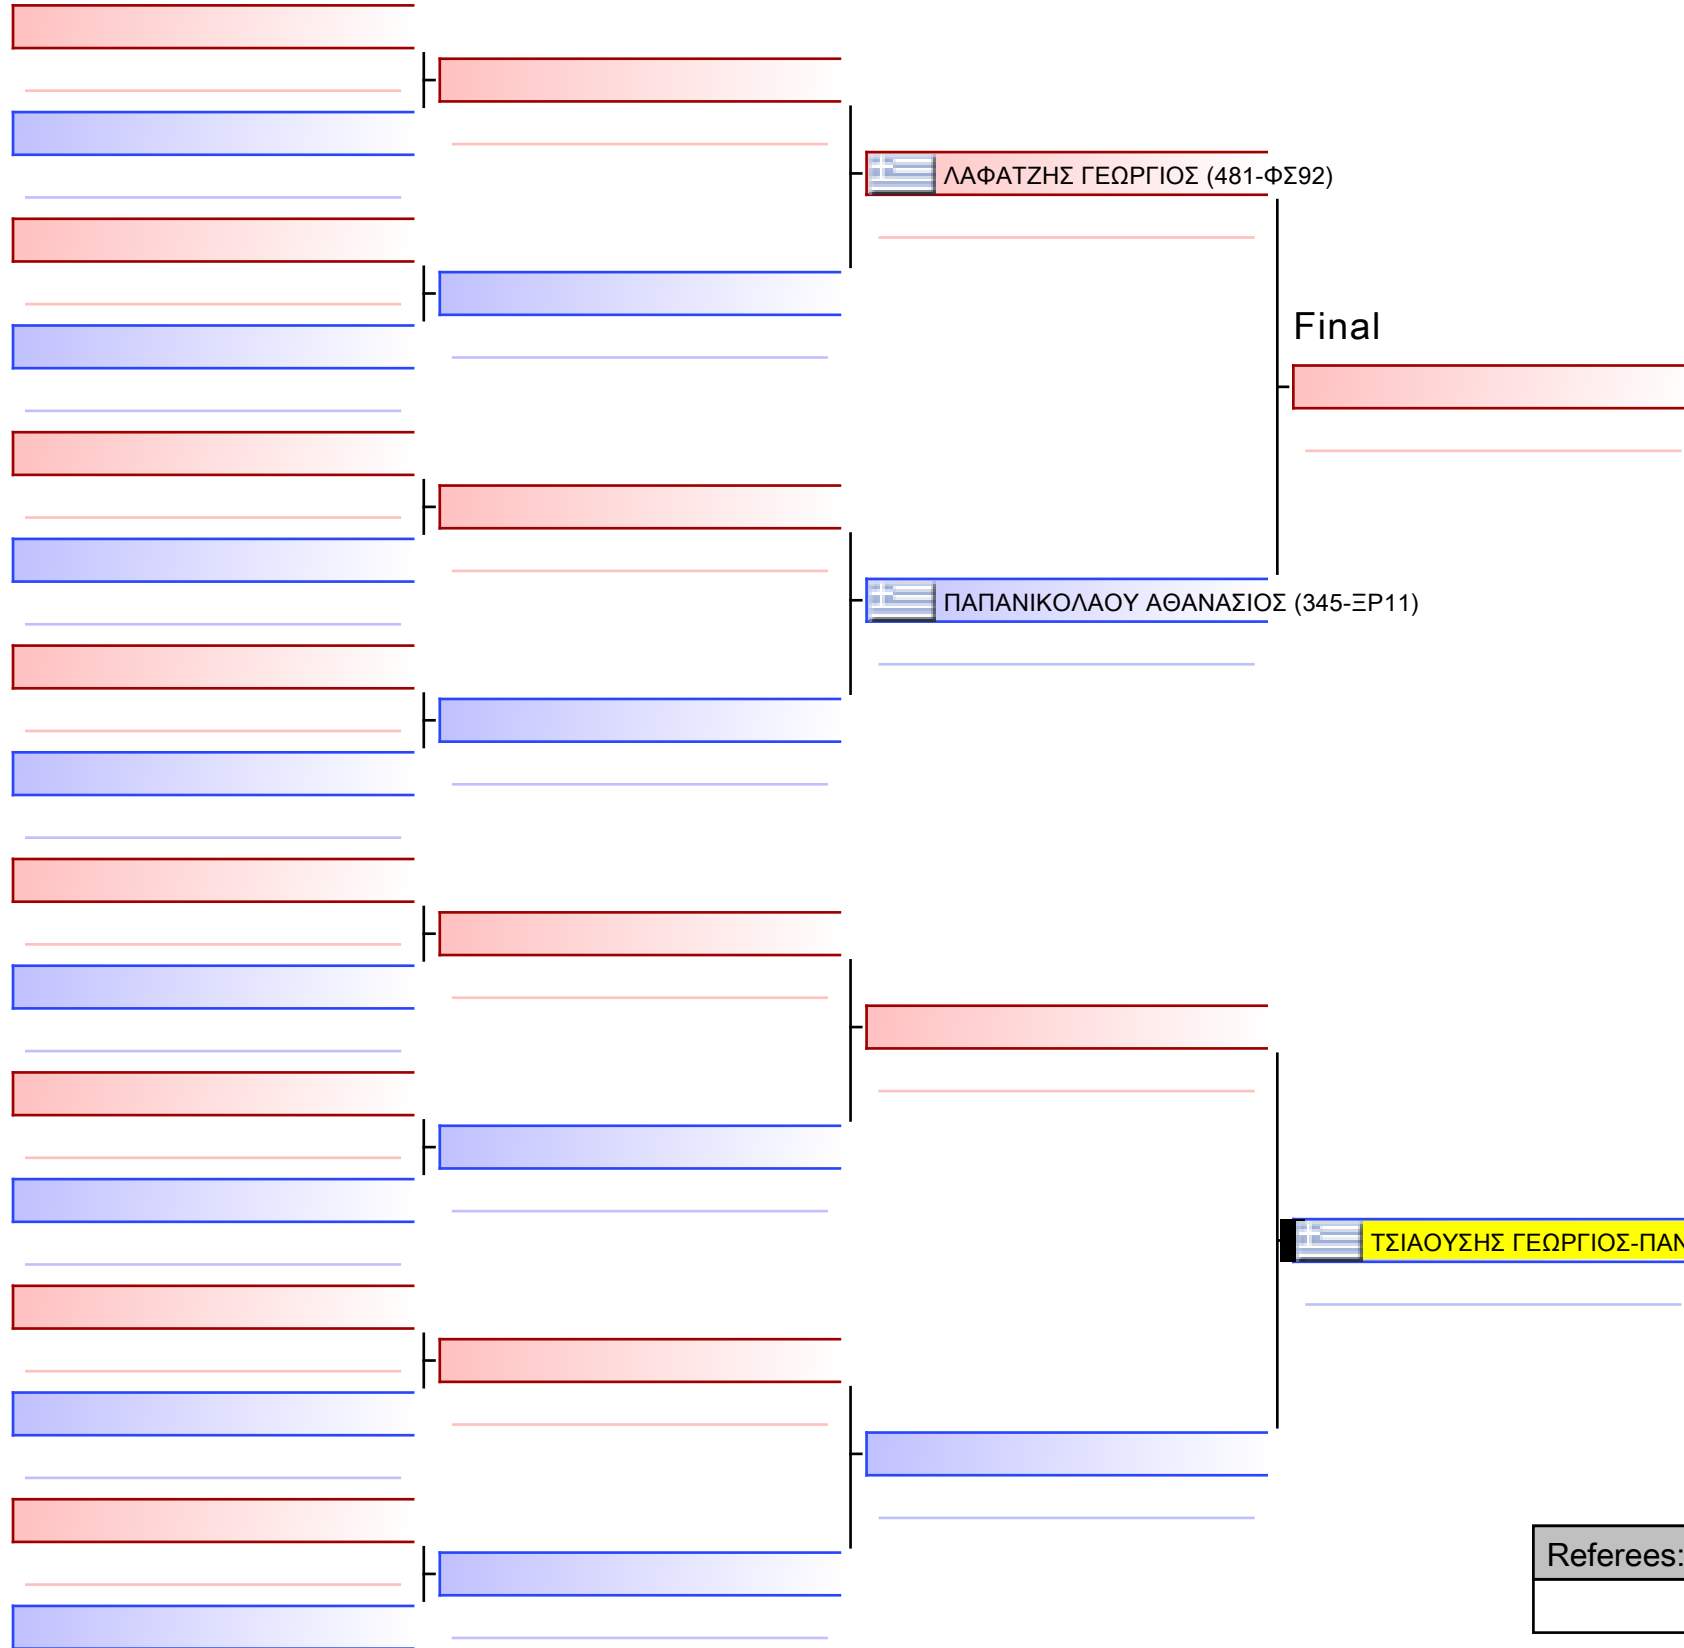 ΛΑΦΑΤΖΗΣ ΓΕΩΡΓΙΟΣ (481-ΦΣ92)
Final
ΠΑΠΑΝΙΚΟΛΑΟΥ ΑΘΑΝΑΣΙΟΣ (345-ΞΡ11)
ΤΣΙΑΟΥΣΗΣ ΓΕΩΡΓΙΟΣ-ΠΑΝ
Referees: